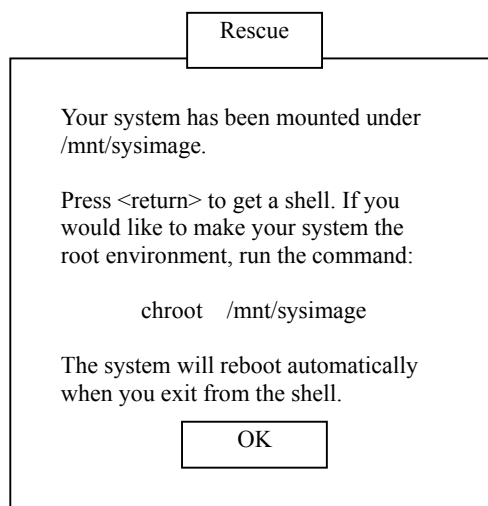 Rescue
Your system has been mounted under
/mnt/sysimage.
Press <return> to get a shell. If you
would like to make your system the
root environment, run the command:
chroot /mnt/sysimage
The system will reboot automatically
when you exit from the shell.
OK